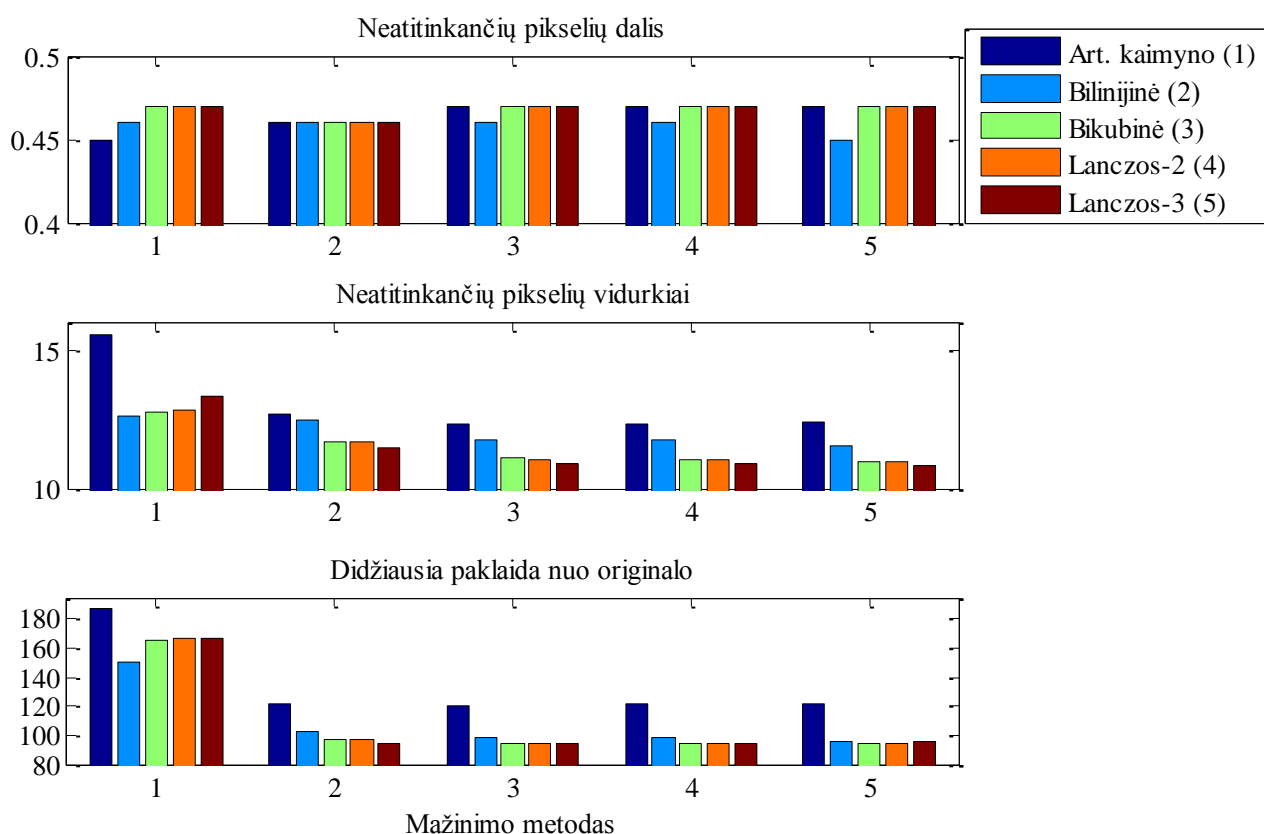 Neatitinkančių pikselių dalis
0.5
0.45
0.4
1 2 3 4 5
Art. kaimyno (1)
Bilinijinė (2)
Bikubinė (3)
Lanczos-2 (4)
Lanczos-3 (5)
Neatitinkančių pikselių vidurkiai
15
10
1 2 3 4 5
Didžiausia paklaida nuo originalo
180
160
140
120
100
80
1 2 3 4 5
Mažinimo metodas